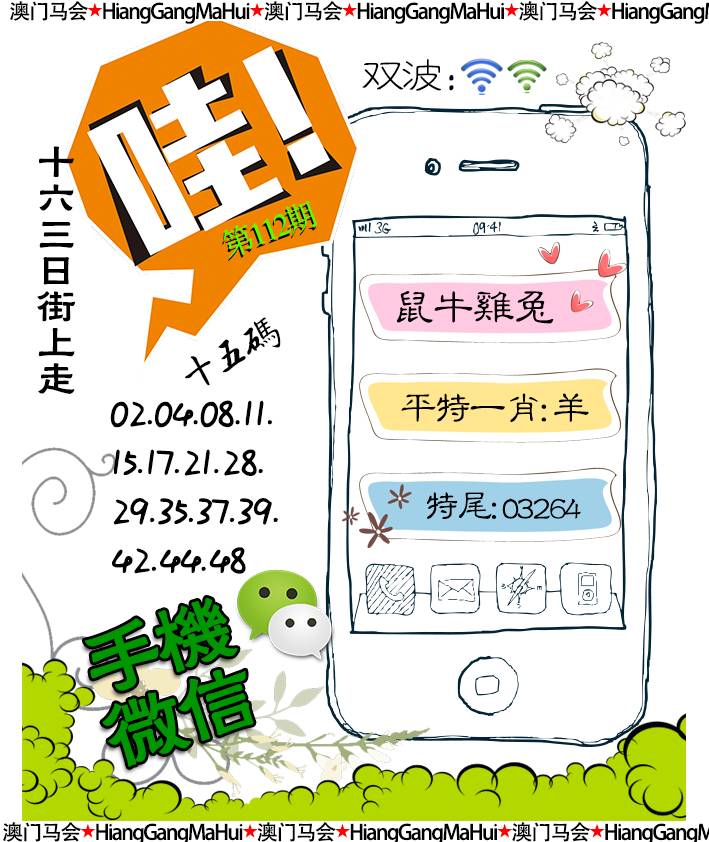 澳门马会★HiangGangMaHui★澳门马会★HiangGangMaHui★澳门马会★HiangGangM
双波:
哇!
第112期
十六三日街上走
3G 09:41
鼠牛雞兔
十五碼
平特一肖:羊
02.04.08.11.
15.17.21.28.
29.35.37.39.
42.44.48
特尾:03264
手機
微信
澳门马会★HiangGangMaHui★澳门马会★HiangGangMaHui★澳门马会★HiangGangMaH